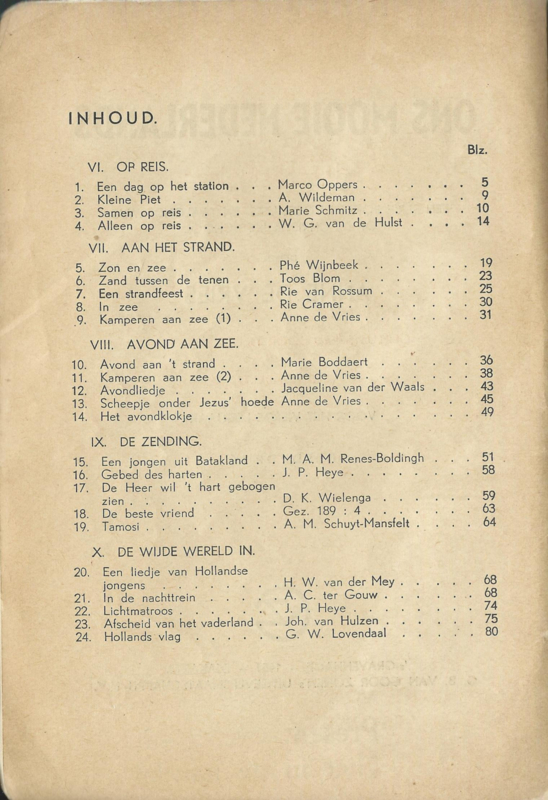 INHOUD.
Blz.
VI. OP REIS.
1. Een dag op het station . . . Marco Oppers . . . . . . . 5
2. Kleine Piet . . . . . . . A. Wildeman . . . . . . . 9
3. Samen op reis . . . . . . Marie Schmitz . . . . . . . 10
4. Alleen op reis . . . . . . W. G. van de Hulst . . . . . 14
VII. AAN HET STRAND.
5. Zon en zee . . . . . . . Phé Wijnbeek . . . . . . . 19
6. Zand tussen de tenen . . . Toos Blom . . . . . . . 23
7. Een strandfeest . . . . . Rie van Rossum . . . . . . 25
8. In zee . . . . . . . . Rie Cramer . . . . . . . 30
9. Kamperen aan zee (1) . . . Anne de Vries . . . . . . . 31
VIII. AVOND AAN ZEE.
10. Avond aan 't strand . . . . Marie Boddaert . . . . . . 36
11. Kamperen aan zee (2) . . . Anne de Vries . . . . . . . 38
12. Avondliedje . . . . . . . Jacqueline van der Waals . . . 43
13. Scheepje onder Jezus' hoede Anne de Vries . . . . . . . 45
14. Het avondklokje . . . . . . . . . . . . . . . 49
IX. DE ZENDING.
15. Een jongen uit Batakland . . M. A. M. Renes-Boldingh . . . 51
16. Gebed des harten . . . . . J. P. Heye . . . . . . . . 58
17. De Heer wil 't hart gebogen
zien . . . . . . . . . D. K. Wielenga . . . . . . 59
18. De beste vriend . . . . . Gez. 189 : 4 . . . . . . . 63
19. Tamosi . . . . . . . . A. M. Schuyt-Mansfelt . . . . 64
X. DE WIJDE WERELD IN.
20. Een liedje van Hollandse
jongens . . . . . . . . H. W. van der Mey . . . . . 68
21. In de nachttrein . . . . . A. C. ter Gouw . . . . . . 68
22. Lichtmatroos . . . . . . J. P. Heye . . . . . . . 74
23. Afscheid van het vaderland . . Joh. van Hulzen . . . . . . 75
24. Hollands vlag . . . . . . G. W. Lovendaal . . . . . 80